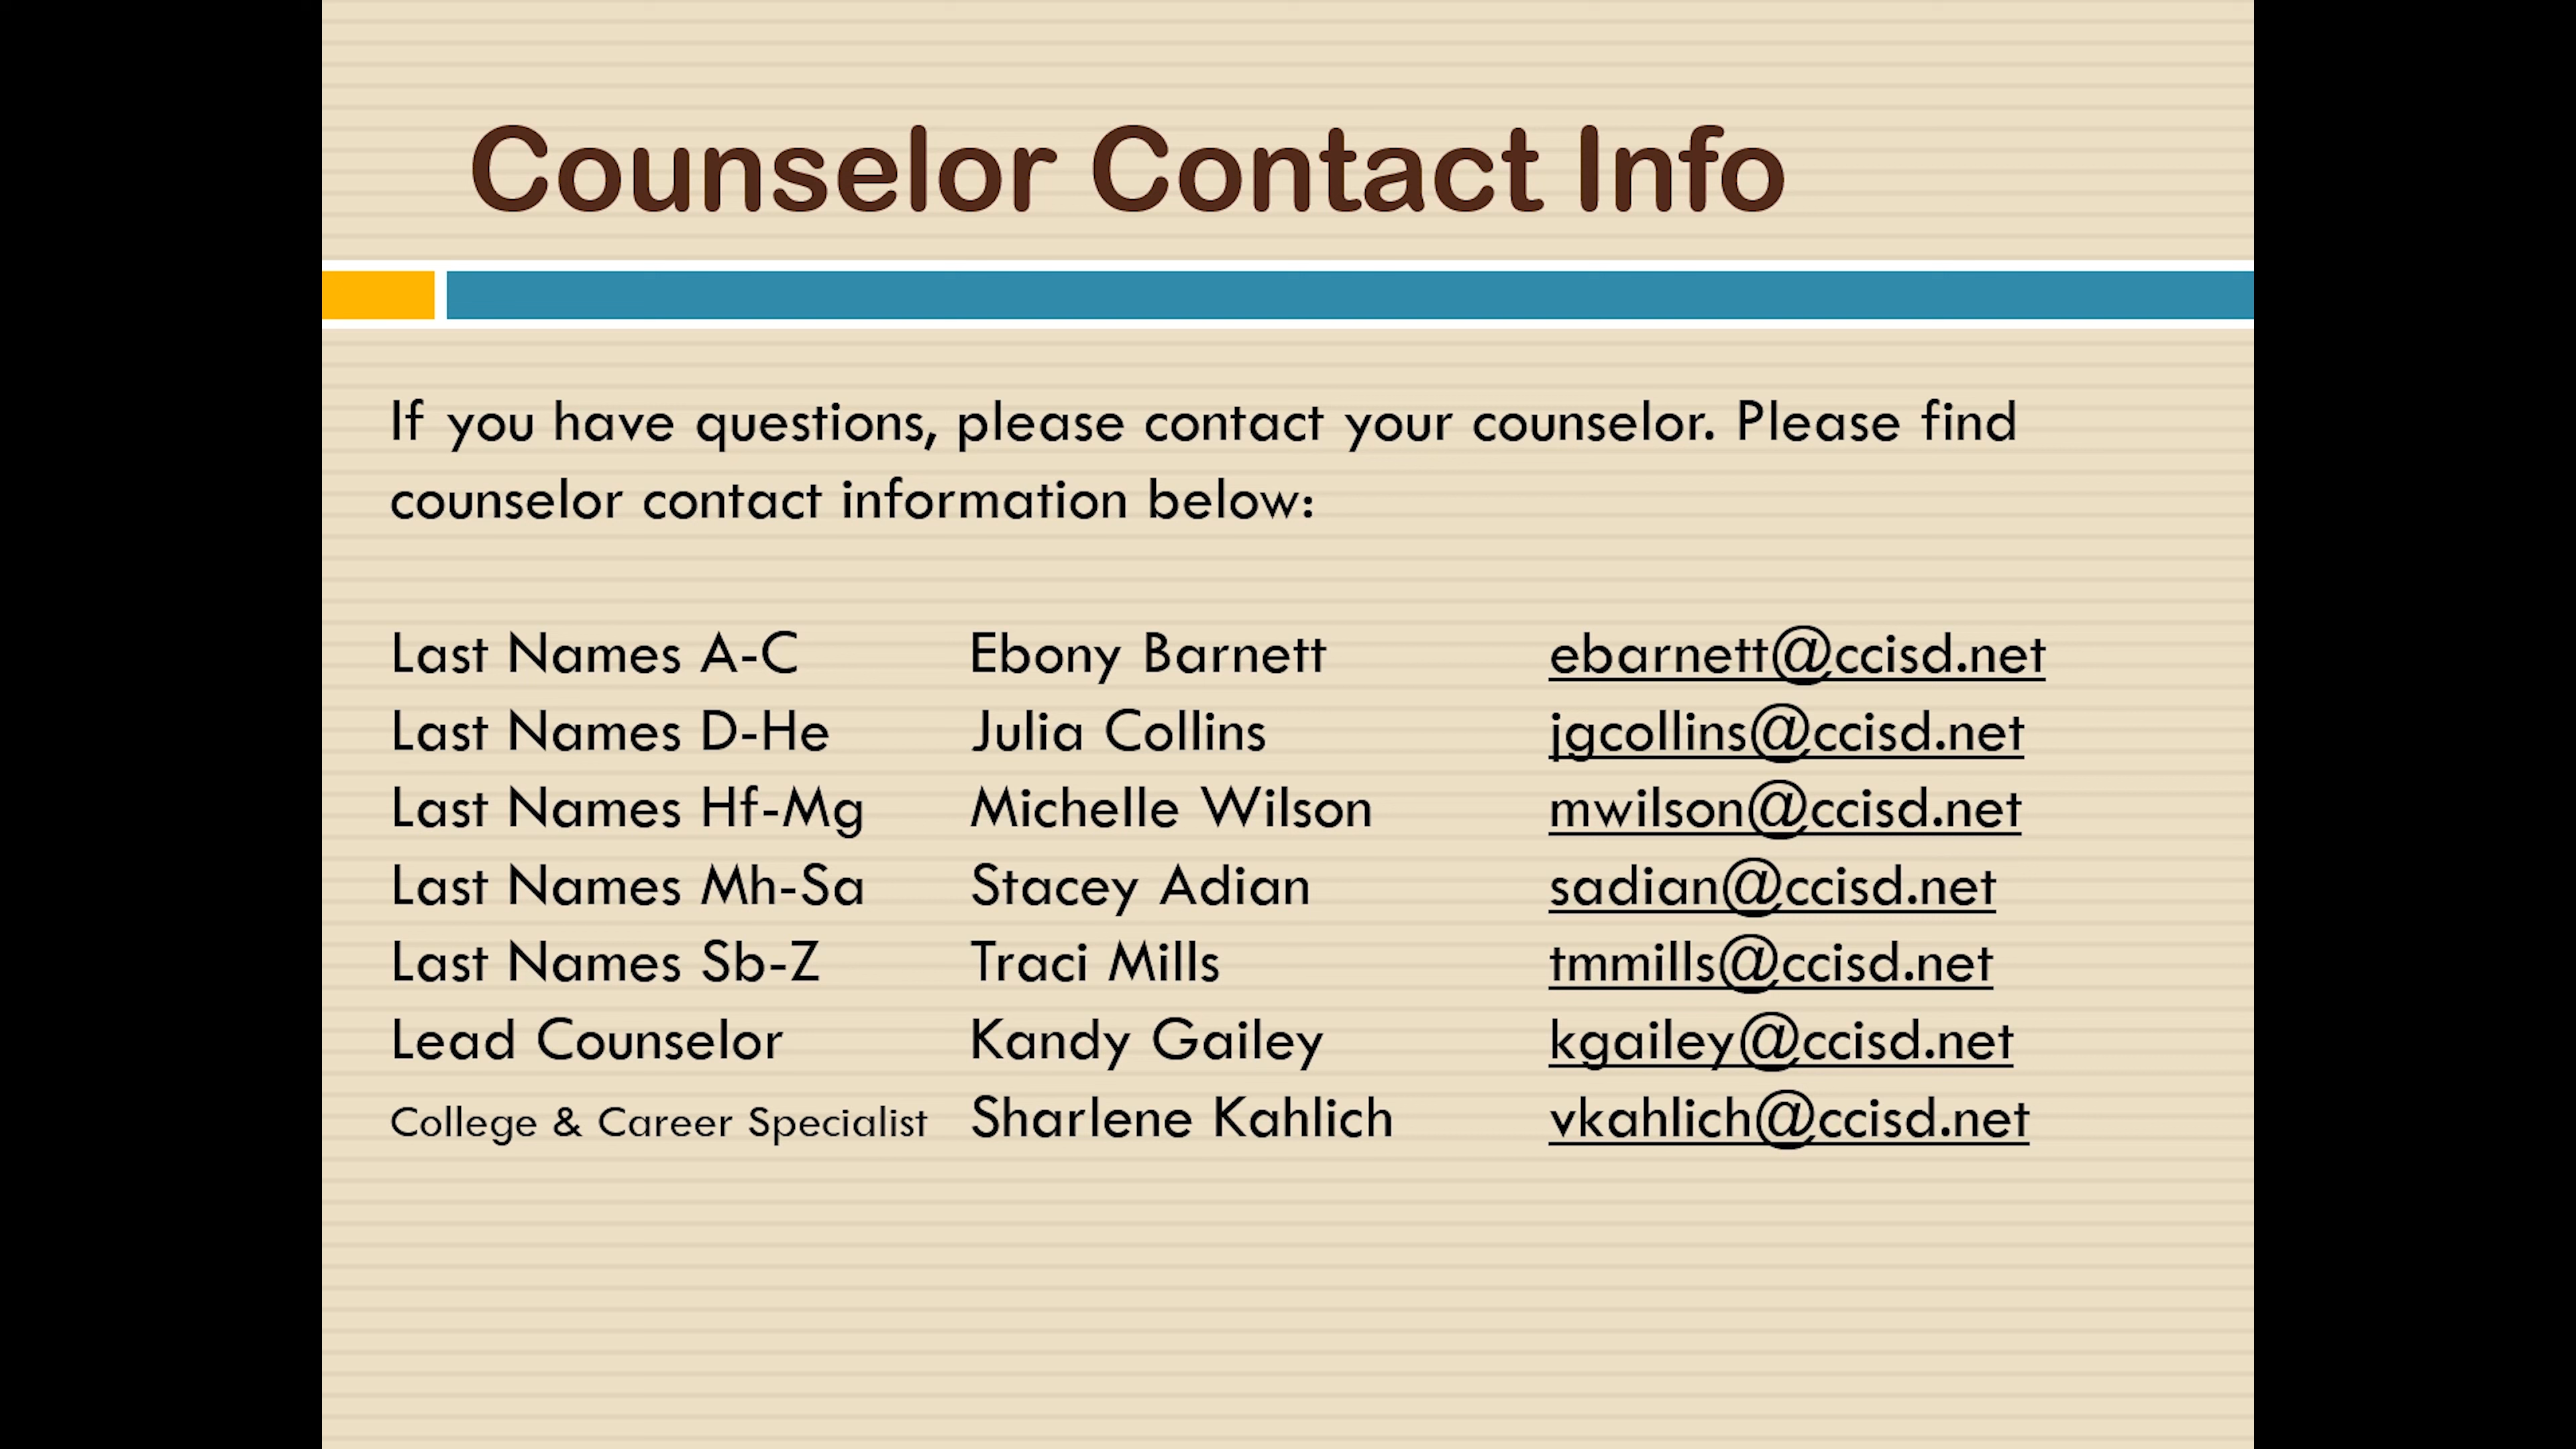 Counselor Contact Info
If you have questions, please contact your counselor. Please find
counselor contact information below:
Last Names A-C Ebony Barnett ebarnett@ccisd.net
Last Names D-He Julia Collins jgcollins@ccisd.net
Last Names Hf-Mg Michelle Wilson mwilson@ccisd.net
Last Names Mh-Sa Stacey Adian sadian@ccisd.net
Last Names Sb-Z Traci Mills tmmills@ccisd.net
Lead Counselor Kandy Gailey kgailey@ccisd.net
College & Career Specialist Sharlene Kahlich vkahlich@ccisd.net